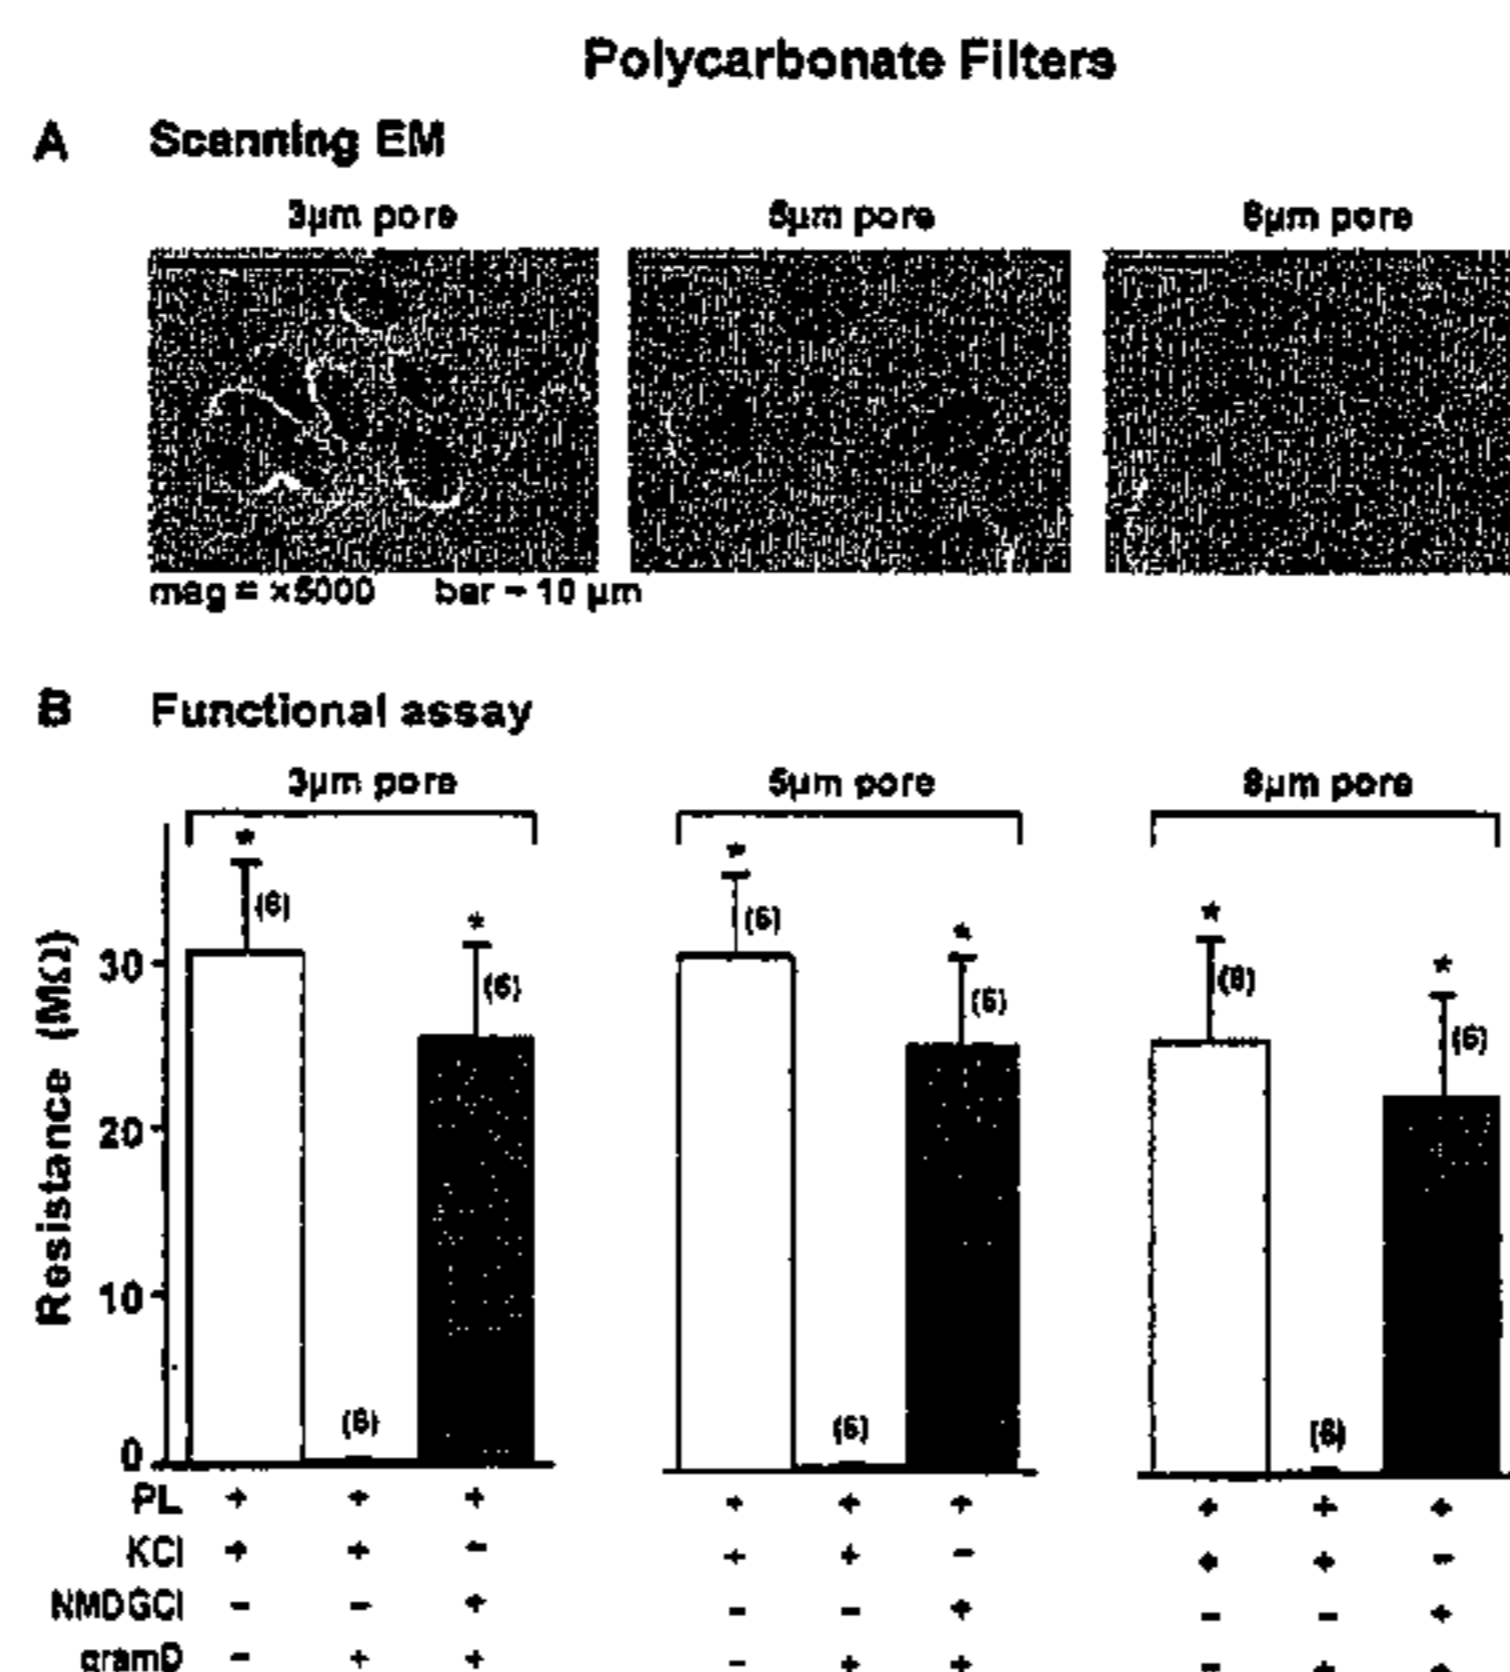 Polycarbonate Filters
A Scanning EM
3µm pore 5µm pore 8µm pore
mag = ×5000 bar = 10 µm
B Functional assay
3µm pore 5µm pore 8µm pore
* * * * * *
(6) (6) (6) (6) (6) (6)
Resistance (MΩ)
30
20
10
0
(6) (6) (6)
PL + + + + + + + + +
KCl + + - + + - + + -
NMDGCl - - + - - + - - +
gramD - + + - + + - + +